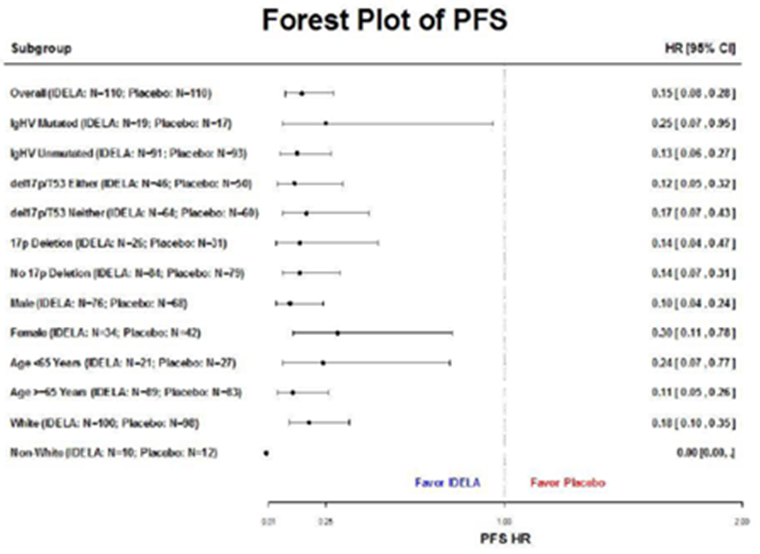 Forest Plot of PFS
Subgroup HR [95% CI]
Overall (IDELA: N=110; Placebo: N=110) 0.15 [ 0.08 , 0.28 ]
IgHV Mutated (IDELA: N=19; Placebo: N=17) 0.25 [ 0.07 , 0.95 ]
IgHV Unmutated (IDELA: N=91; Placebo: N=93) 0.13 [ 0.06 , 0.27 ]
del17p/T53 Either (IDELA: N=46; Placebo: N=50) 0.12 [ 0.05 , 0.32 ]
del17p/T53 Neither (IDELA: N=64; Placebo: N=60) 0.17 [ 0.07 , 0.43 ]
17p Deletion (IDELA: N=26; Placebo: N=31) 0.14 [ 0.04 , 0.47 ]
No 17p Deletion (IDELA: N=84; Placebo: N=79) 0.14 [ 0.07 , 0.31 ]
Male (IDELA: N=76; Placebo: N=68) 0.10 [ 0.04 , 0.24 ]
Female (IDELA: N=34; Placebo: N=42) 0.30 [ 0.11 , 0.78 ]
Age <65 Years (IDELA: N=21; Placebo: N=27) 0.24 [ 0.07 , 0.77 ]
Age >=65 Years (IDELA: N=89; Placebo: N=83) 0.11 [ 0.05 , 0.26 ]
White (IDELA: N=100; Placebo: N=98) 0.18 [ 0.10 , 0.35 ]
Non-White (IDELA: N=10; Placebo: N=12) 0.00 [0.00, .]
Favor IDELA Favor Placebo
0.01 0.25 1.00 2.00
PFS HR